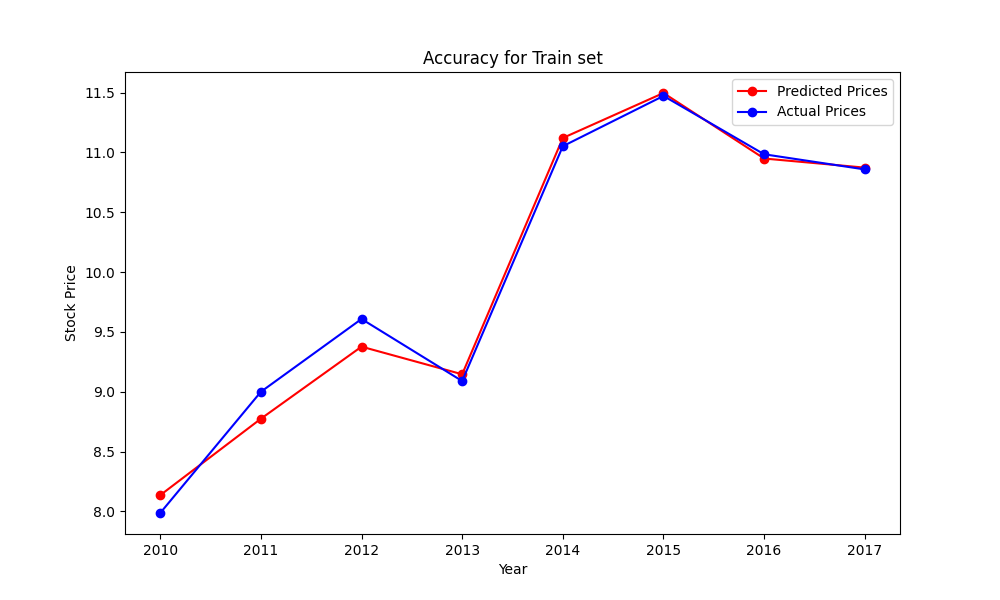 Accuracy for Train set
Predicted Prices
Actual Prices
11.5
11.0
10.5
10.0
9.5
9.0
8.5
8.0
Stock Price
2010 2011 2012 2013 2014 2015 2016 2017
Year